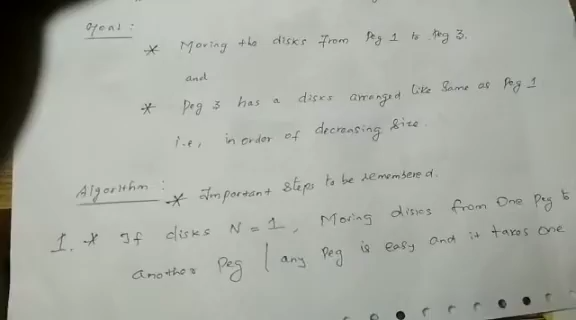 Goal :
* Moving the disks from Peg 1 to Peg 3.
and
* Peg 3 has a disks arranged like same as Peg 1
i.e, in order of decreasing size.
Algorithm : * Important steps to be remembered.
1. * If disks N = 1, Moving disks from one Peg to
another Peg / any Peg is easy and it takes one